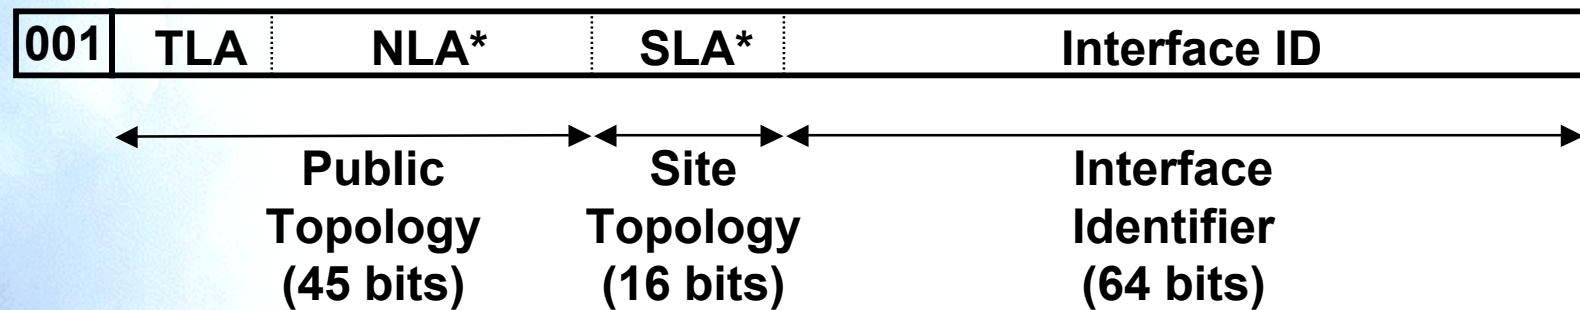 001 TLA NLA* SLA* Interface ID
Public Topology (45 bits)
Site Topology (16 bits)
Interface Identifier (64 bits)